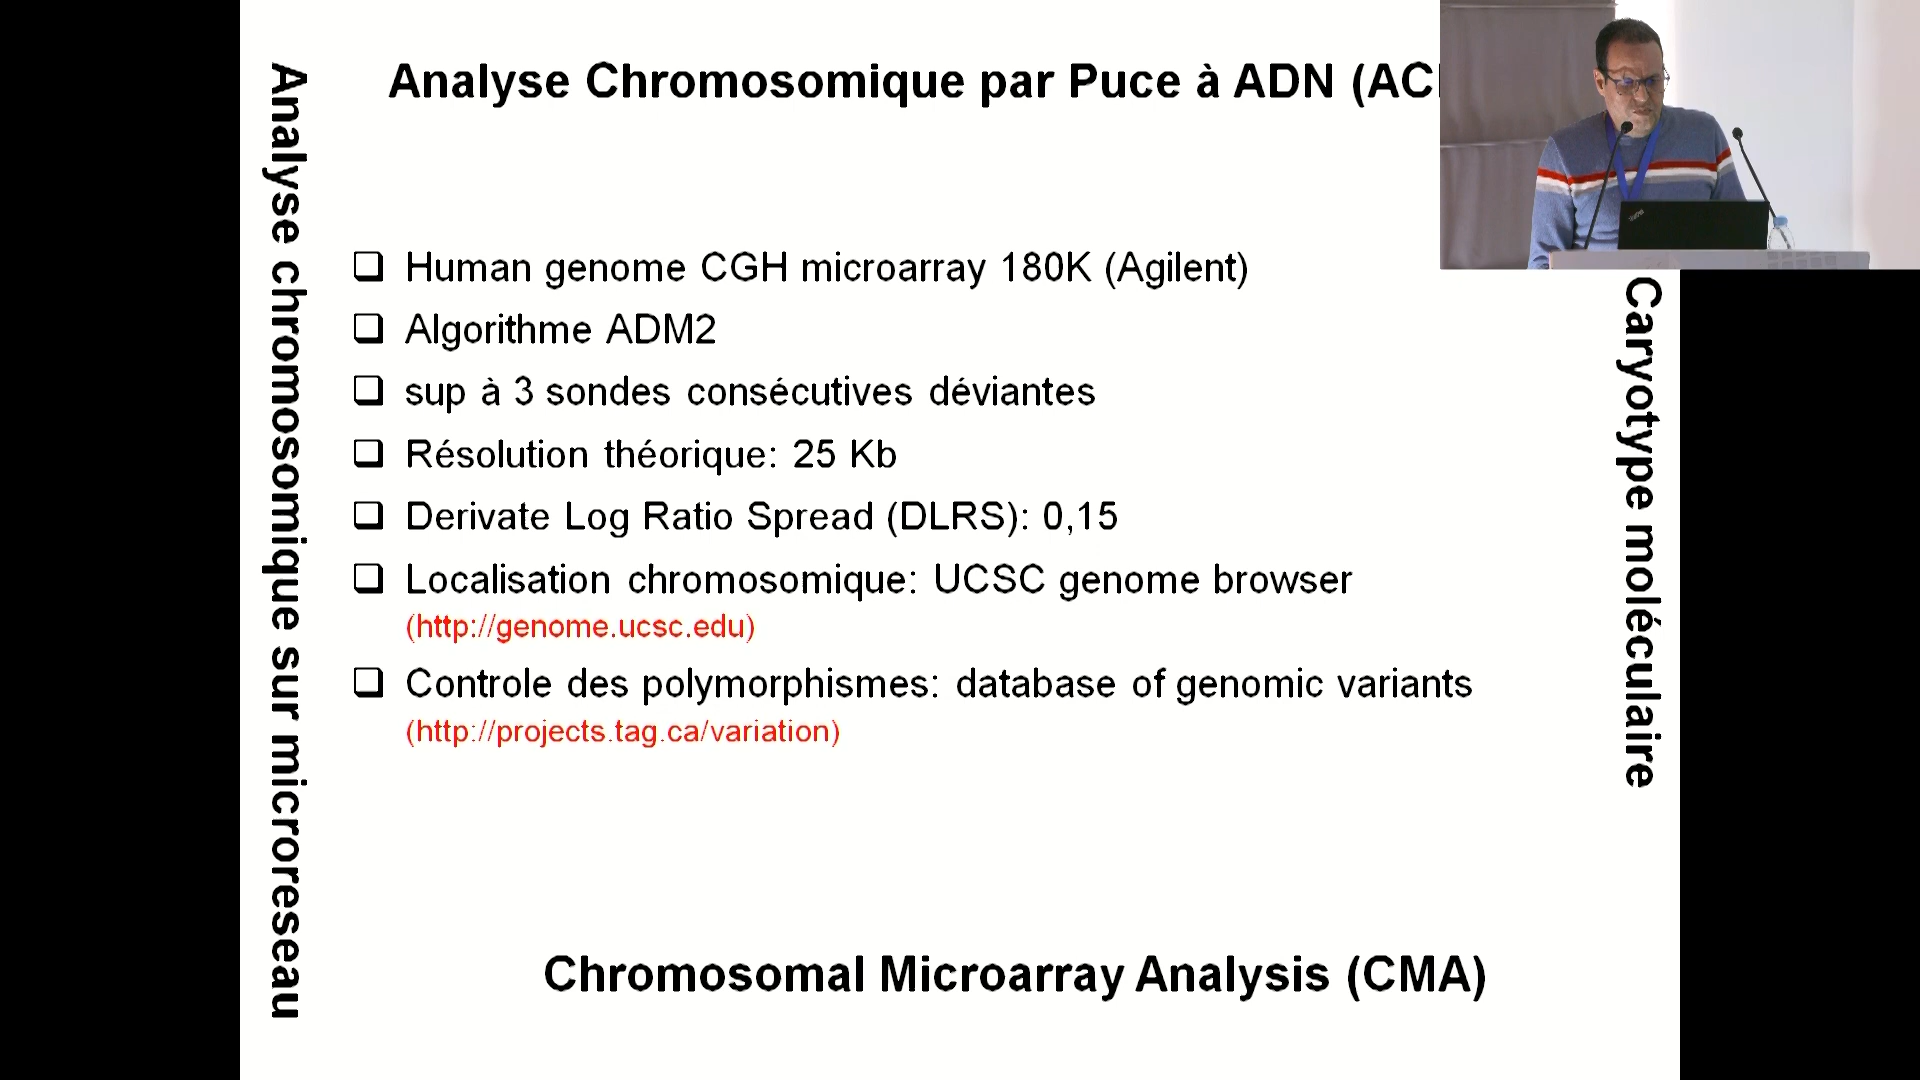 Analyse Chromosomique par Puce à ADN
Analyse chromosomique sur microreseau
Human genome CGH microarray 180K (Agilent)
Algorithme ADM2
sup à 3 sondes consécutives déviantes
Résolution théorique: 25 Kb
Derivate Log Ratio Spread (DLRS): 0,15
Localisation chromosomique: UCSC genome browser
(http://genome.ucsc.edu)
Controle des polymorphismes: database of genomic variants
(http://projects.tag.ca/variation)
Caryotype moléculaire
Chromosomal Microarray Analysis (CMA)